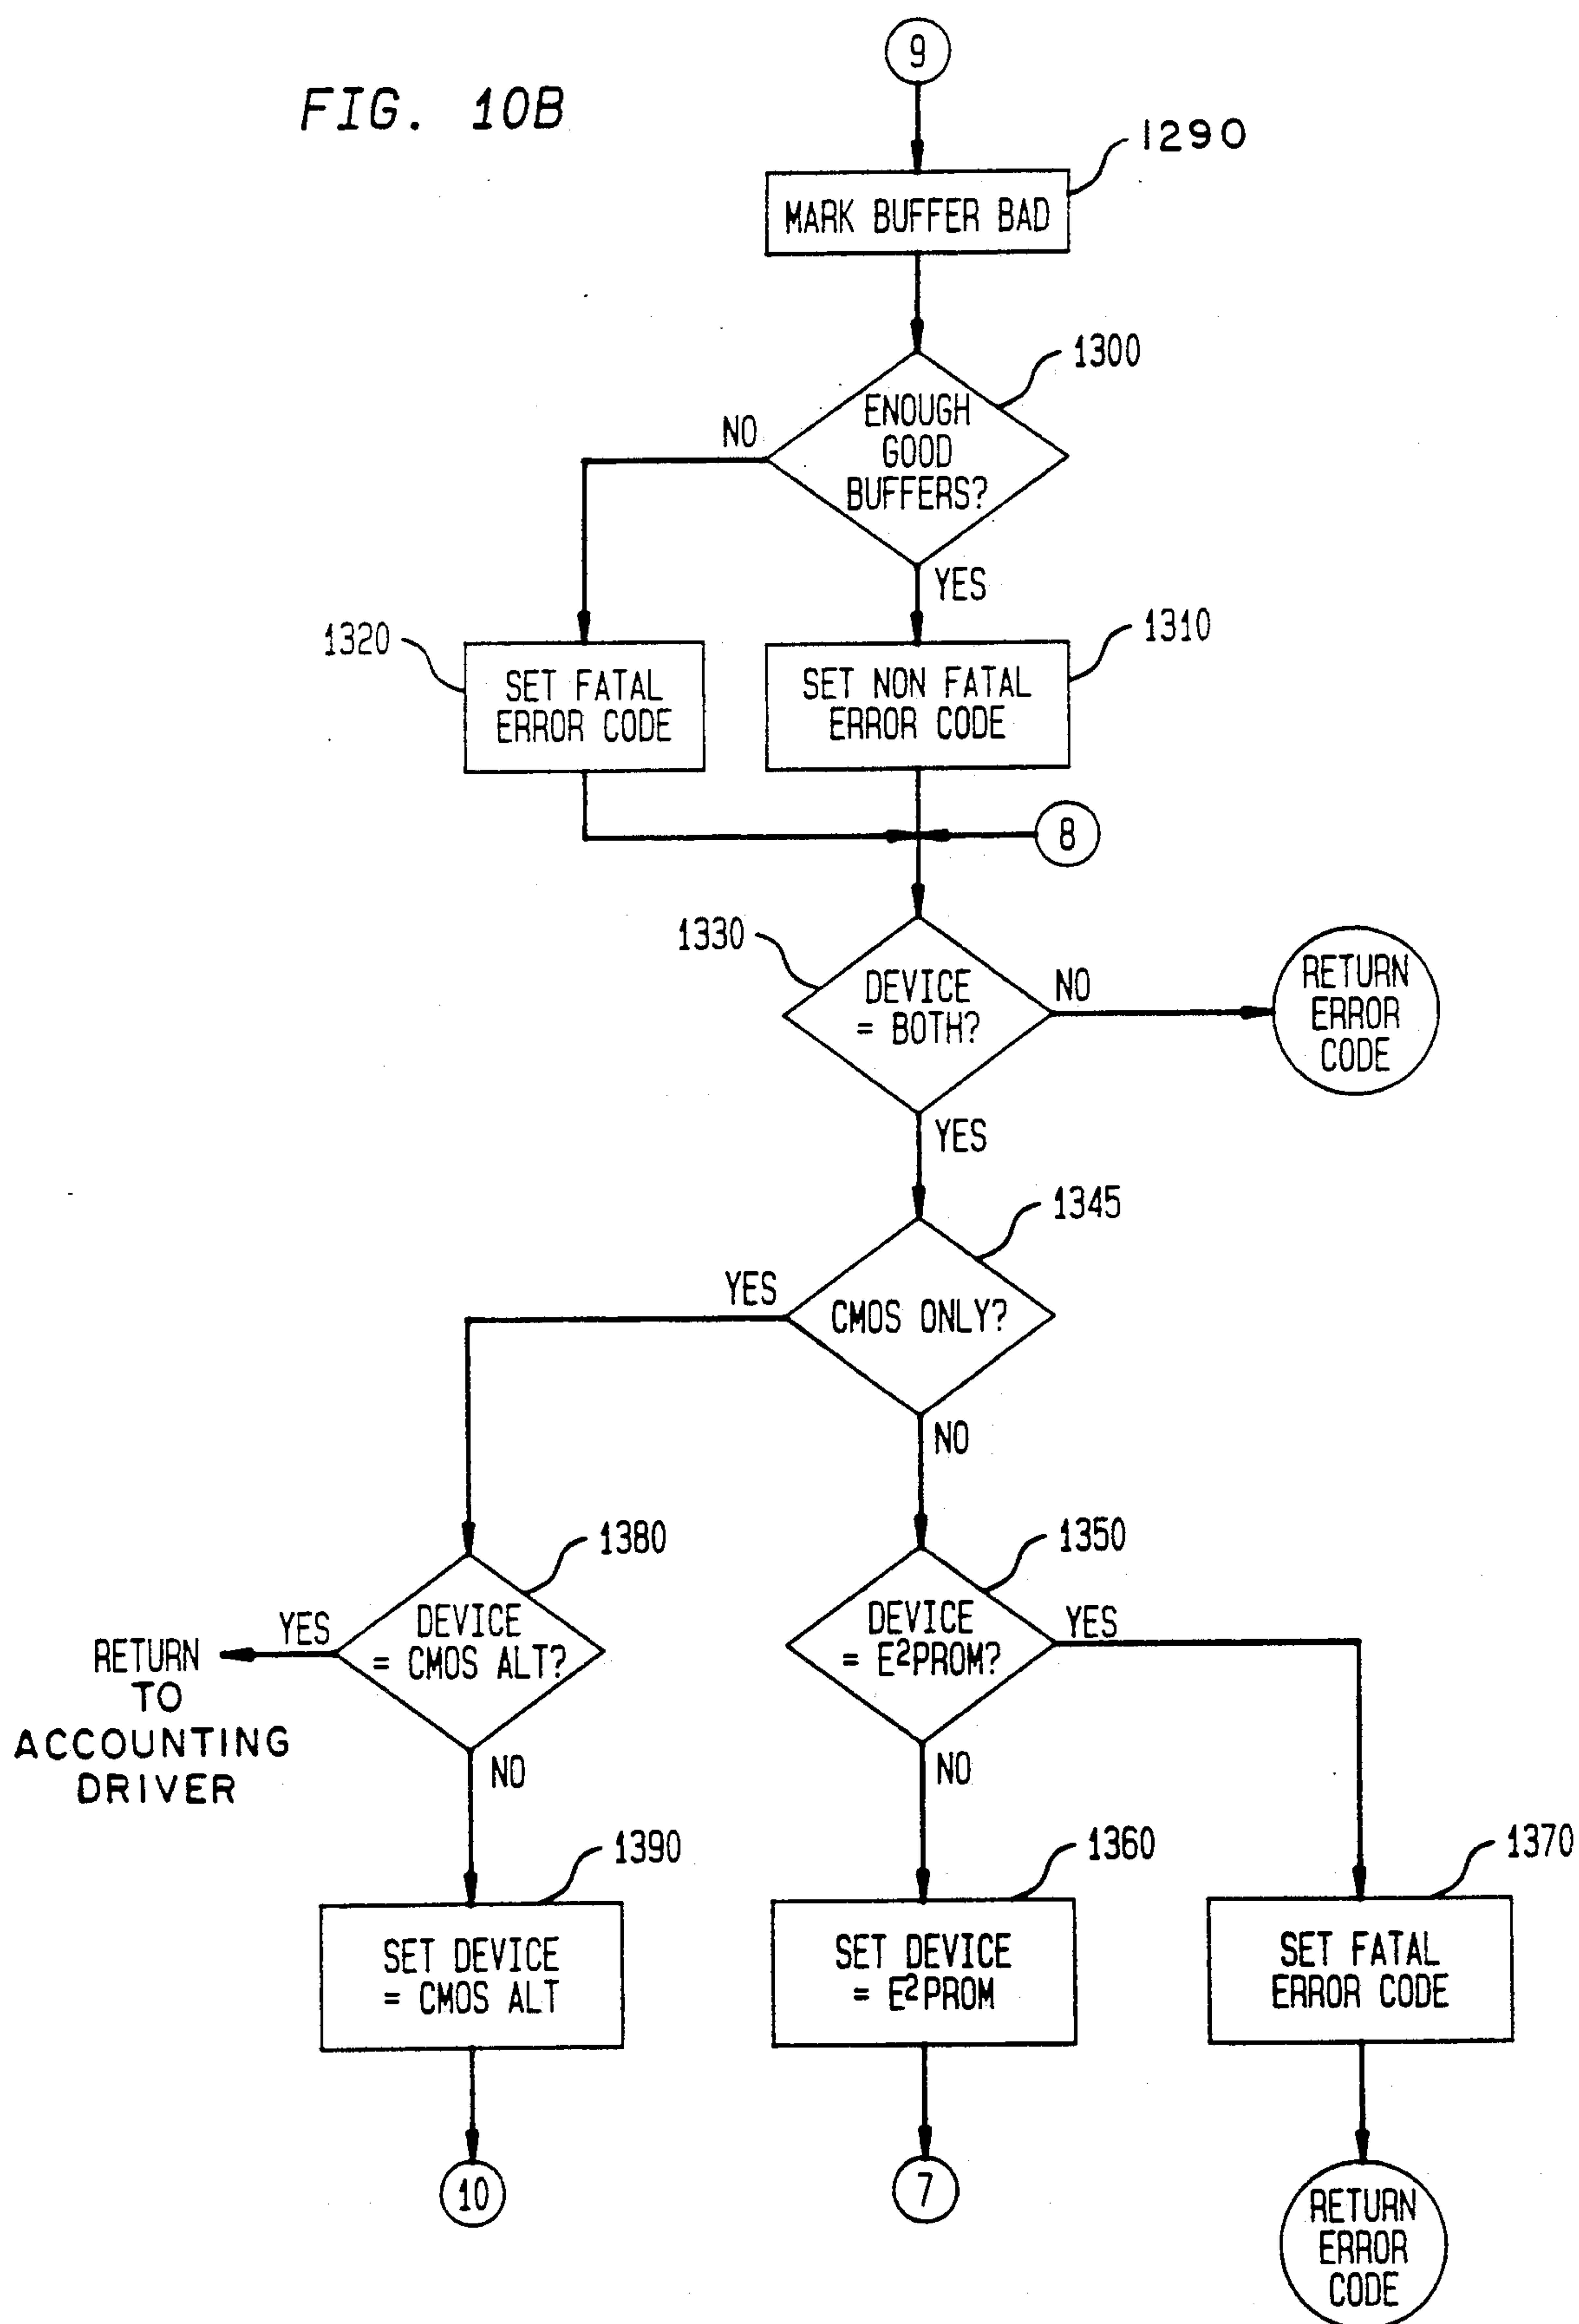 9
FIG. 10B
1290
MARK BUFFER BAD
1300
ENOUGH
GOOD
BUFFERS?
NO
YES
1320
1310
SET FATAL
ERROR CODE
SET NON FATAL
ERROR CODE
8
1330
DEVICE
= BOTH?
NO
RETURN
ERROR
CODE
YES
1345
CMOS ONLY?
YES
NO
1380
1350
DEVICE
= CMOS ALT?
YES
RETURN
TO
ACCOUNTING
DRIVER
NO
DEVICE
= E²PROM?
YES
NO
1390
1360
1370
SET DEVICE
= CMOS ALT
SET DEVICE
= E²PROM
SET FATAL
ERROR CODE
10
7
RETURN
ERROR
CODE